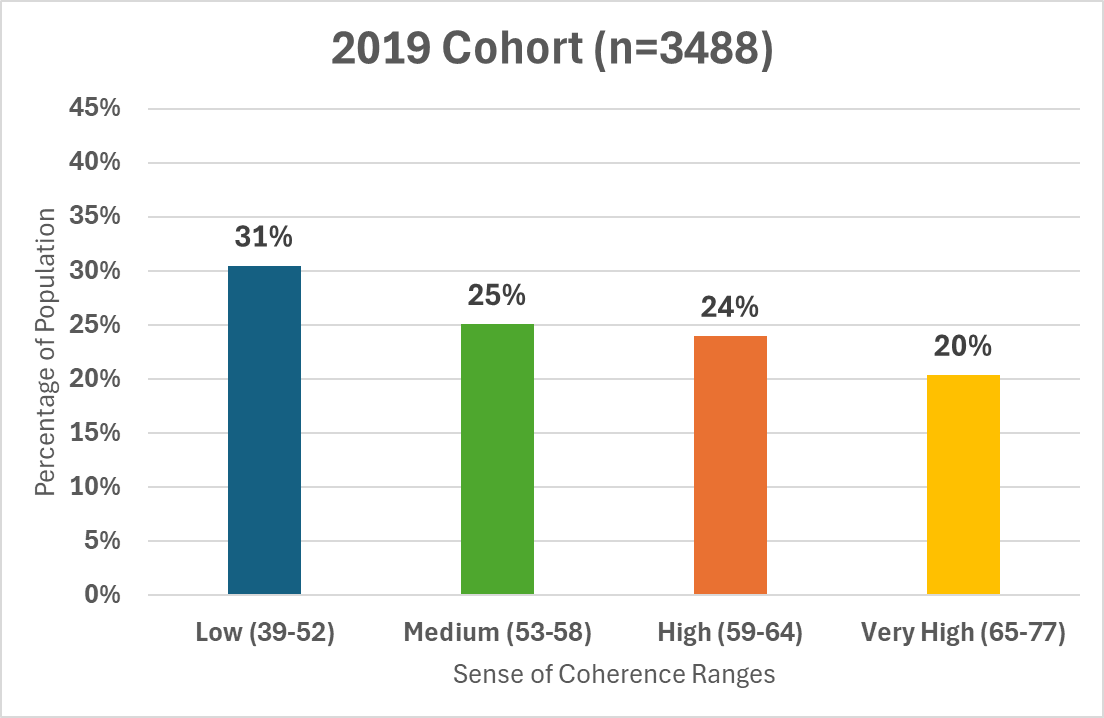 2019 Cohort (n=3488)
45%
40%
35%
30%
25%
20%
15%
10%
5%
0%
Percentage of Population
31%
25%
24%
20%
Low (39-52)
Medium (53-58)
High (59-64)
Very High (65-77)
Sense of Coherence Ranges